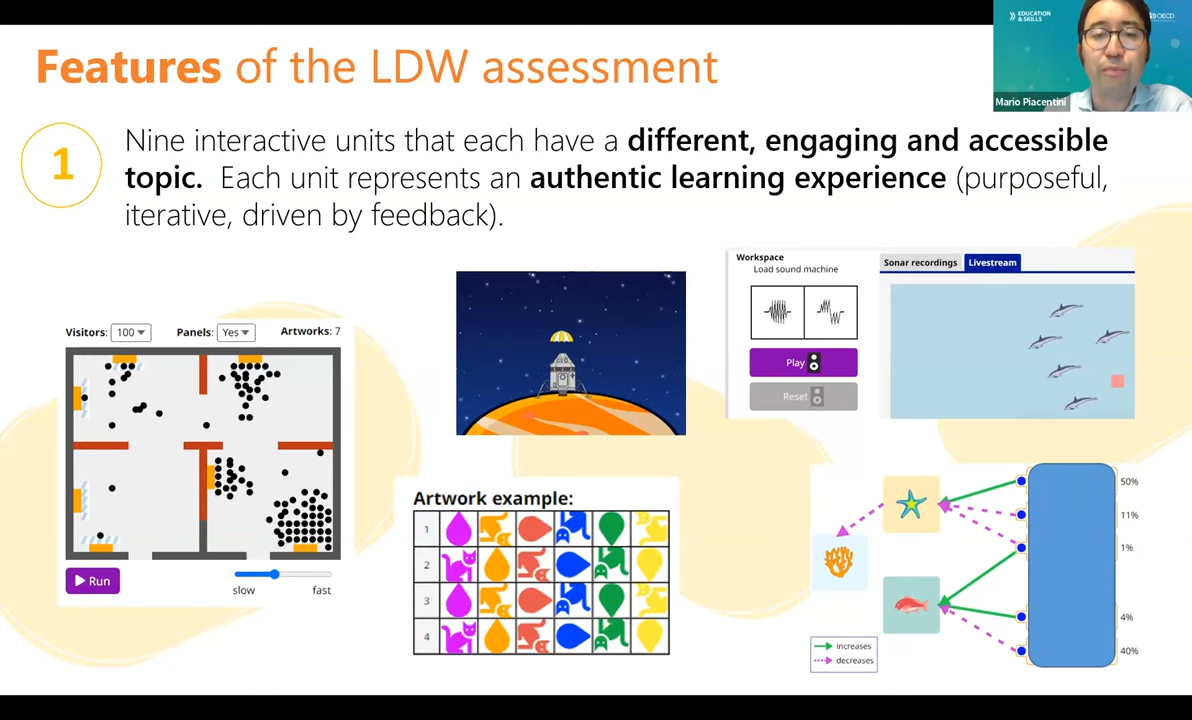 EDUCATION
& SKILLS
OECD
Mario Piacentini
Features of the LDW assessment
1
Nine interactive units that each have a different, engaging and accessible
topic. Each unit represents an authentic learning experience (purposeful,
iterative, driven by feedback).
Visitors: 100 Panels: Yes Artworks: 7
Run
slow fast
Artwork example:
1
2
3
4
Workspace
Load sound machine
Play
Reset
Sonar recordings Livestream
50%
11%
1%
4%
40%
increases
decreases